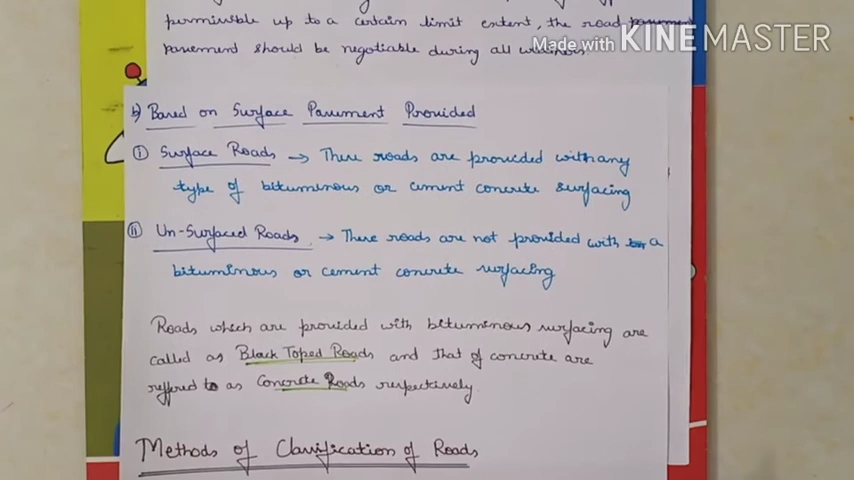 permissible up to a certain limit extent, the road pavement
pavement should be negotiable during all weathers.
Made with KINEMASTER
b) Based on Surface Pavement Provided
i) Surface Roads → These roads are provided with any
type of bituminous or cement concrete surfacing
ii) Un-Surfaced Roads → These roads are not provided with a
bituminous or cement concrete surfacing
Roads which are provided with bituminous surfacing are
called as Black Toped Roads and that of concrete are
reffered to as Concrete Roads respectively.
Methods of Classification of Roads